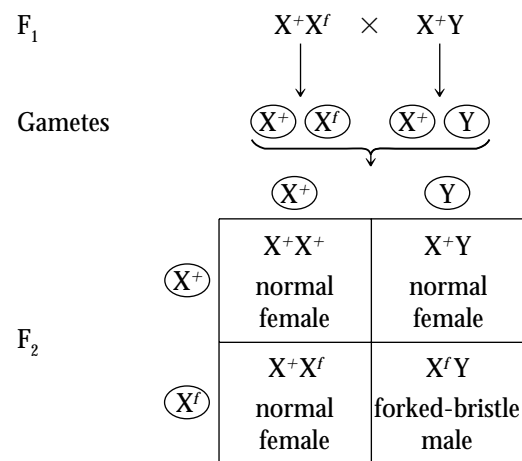 F₁ X⁺Xᶠ × X⁺Y
Gametes X⁺ Xᶠ X⁺ Y
X⁺ Y
X⁺X⁺ X⁺Y
X⁺ normal normal
female female
F₂
X⁺Xᶠ XᶠY
Xᶠ normal forked-bristle
female male